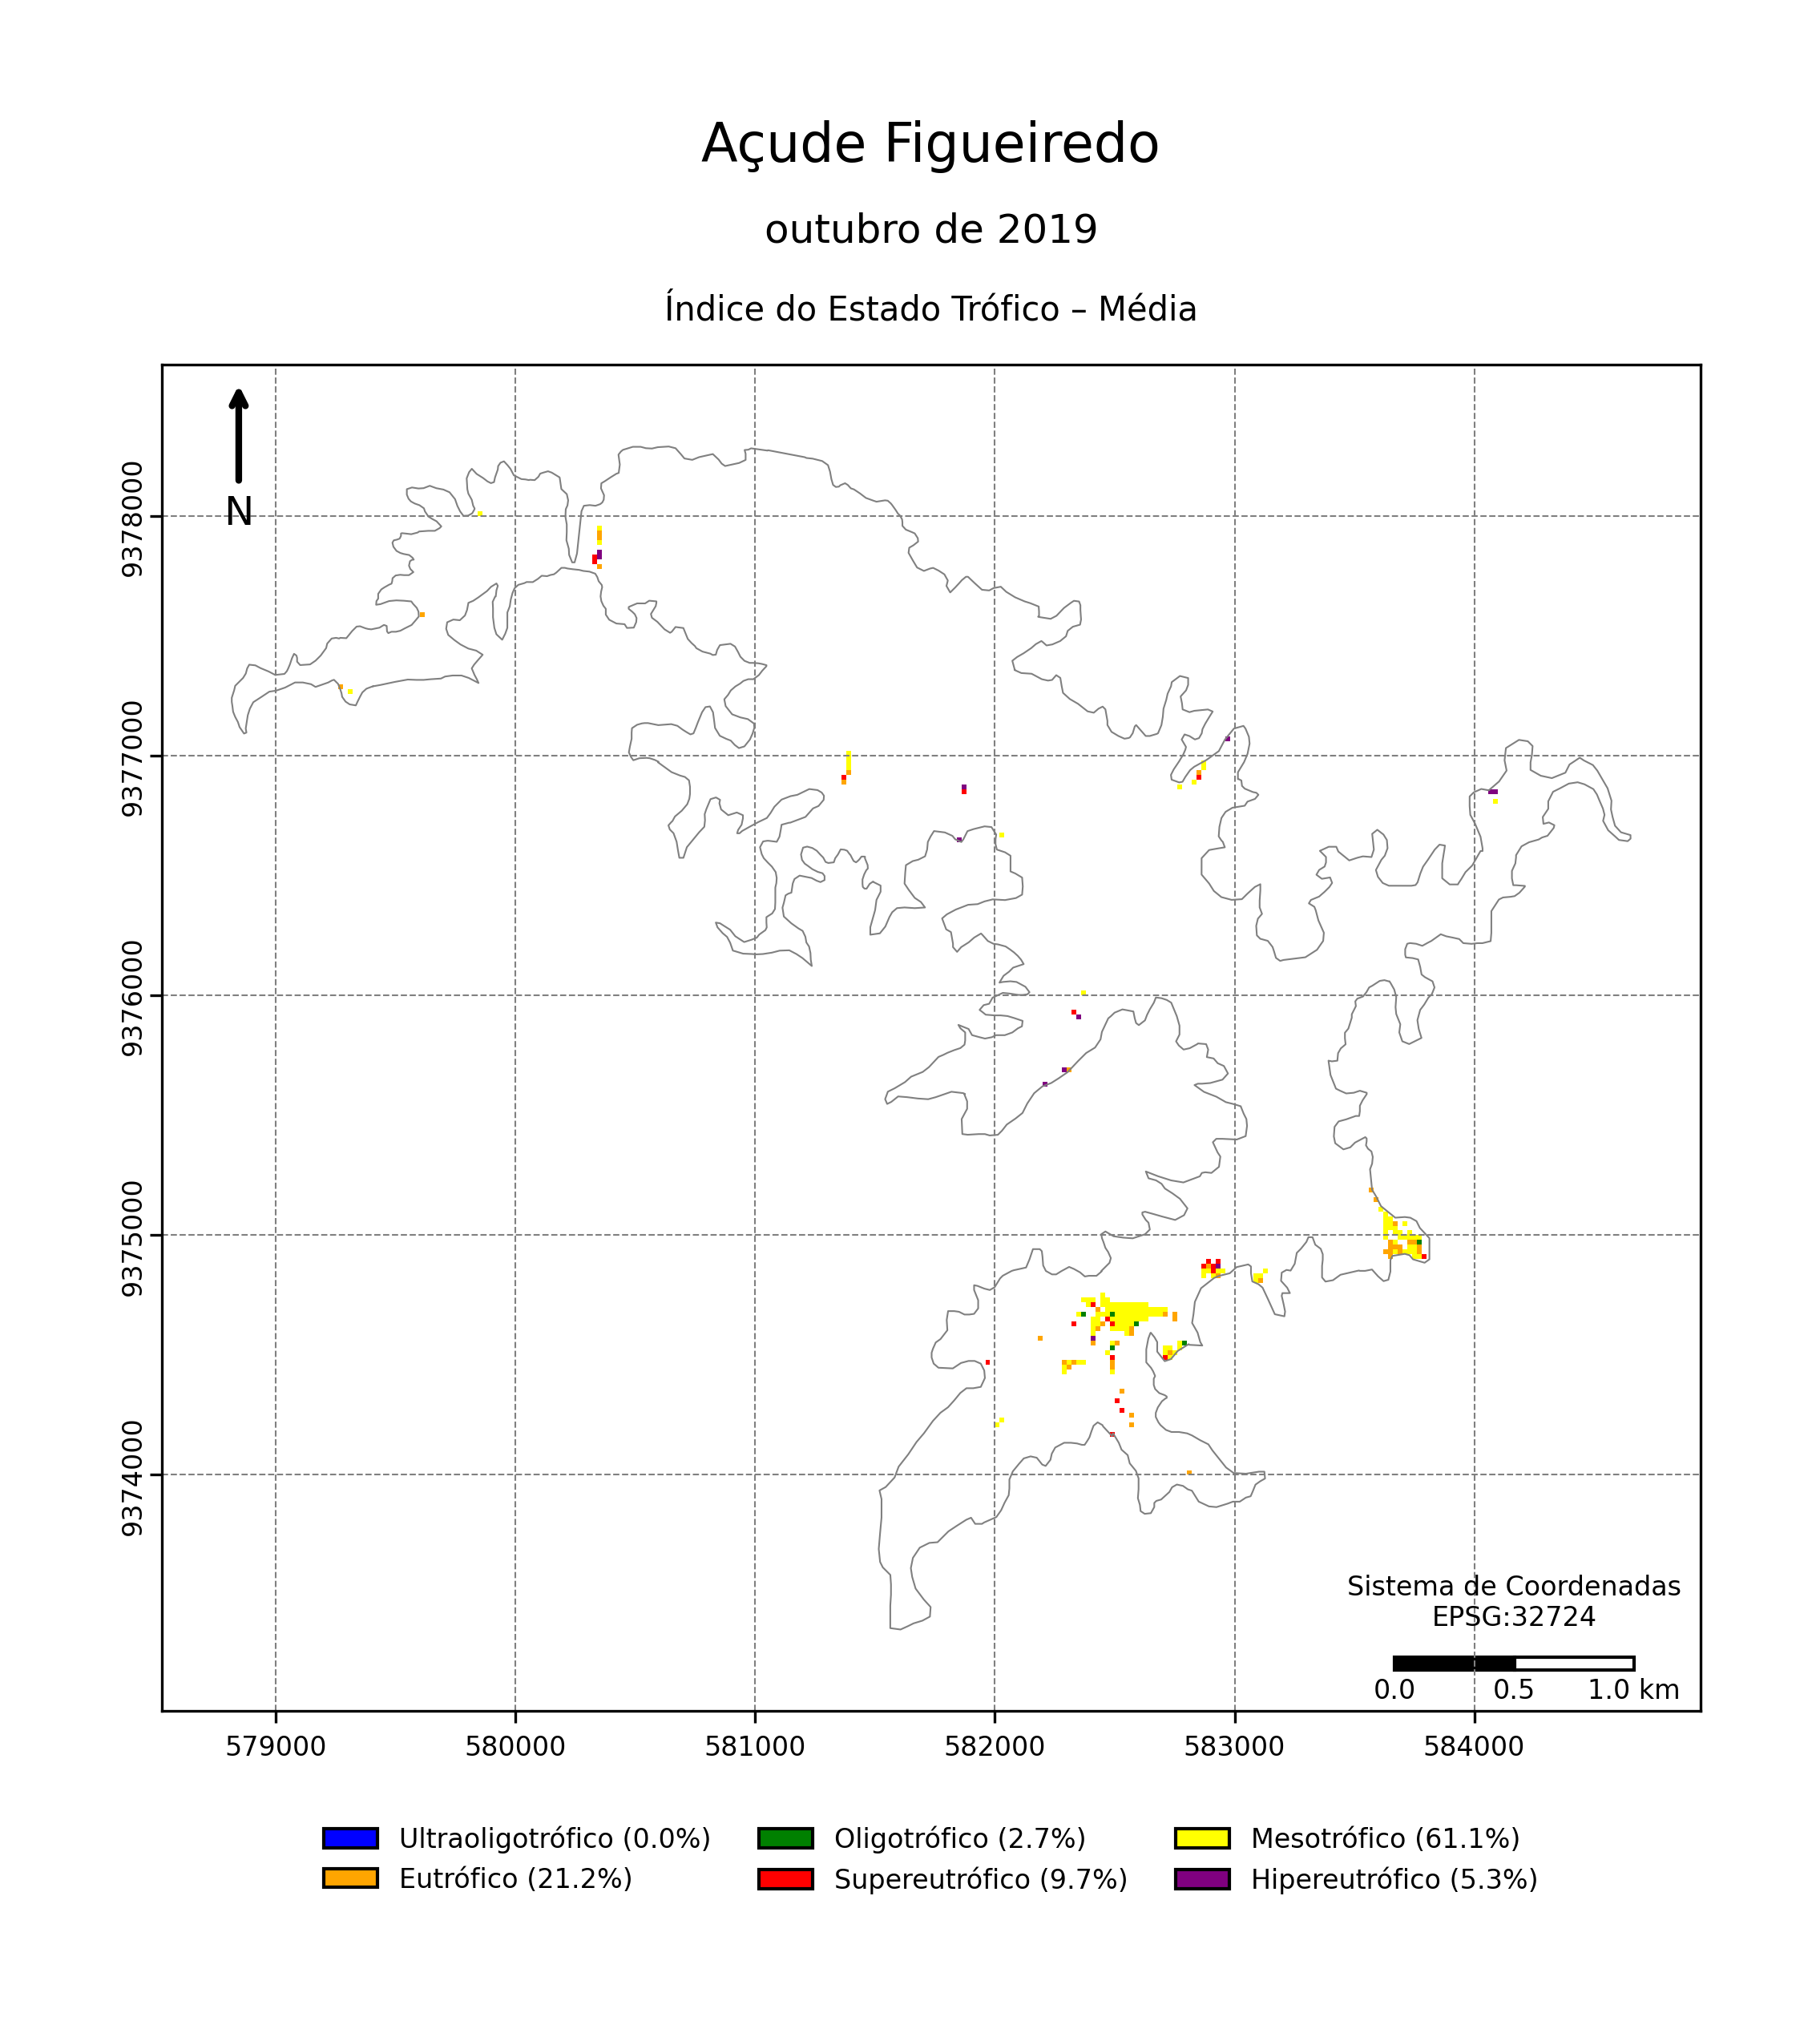 Açude Figueiredo
outubro de 2019
Índice do Estado Trófico – Média
N
9378000
9377000
9376000
9375000
9374000
Sistema de Coordenadas
EPSG:32724
0.0 0.5 1.0 km
579000 580000 581000 582000 583000 584000
Ultraoligotrófico (0.0%) Oligotrófico (2.7%) Mesotrófico (61.1%)
Eutrófico (21.2%) Supereutrófico (9.7%) Hipereutrófico (5.3%)